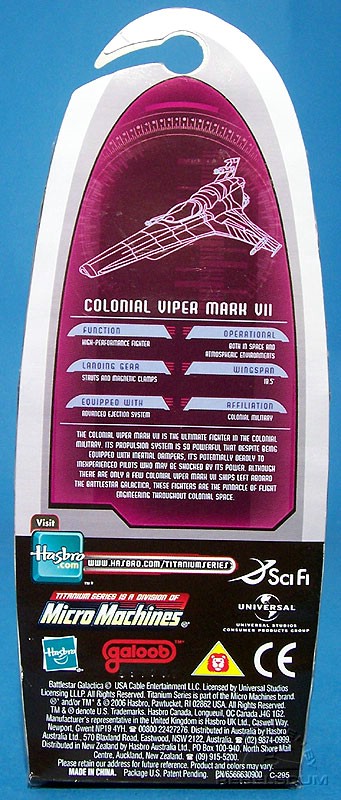 COLONIAL VIPER MARK VII
FUNCTION
HIGH-PERFORMANCE FIGHTER
OPERATIONAL
BOTH IN SPACE AND
ATMOSPHERIC ENVIRONMENTS
LANDING GEAR
STRUTS AND MAGNETIC CLAMPS
WINGSPAN
18.5'
EQUIPPED WITH
ADVANCED EJECTION SYSTEM
AFFILIATION
COLONIAL MILITARY
THE COLONIAL VIPER MARK VII IS THE ULTIMATE FIGHTER IN THE COLONIAL
MILITARY. ITS PROPULSION SYSTEM IS SO POWERFUL THAT DESPITE BEING
EQUIPPED WITH INERTIAL DAMPERS, IT'S POTENTIALLY DEADLY TO
INEXPERIENCED PILOTS WHO MAY BE SHOCKED BY ITS POWER. ALTHOUGH
THERE ARE ONLY A FEW COLONIAL VIPER MARK VII SHIPS LEFT ABOARD
THE BATTLESTAR GALACTICA, THESE FIGHTERS ARE THE PINNACLE OF FLIGHT
ENGINEERING THROUGHOUT COLONIAL SPACE.
Visit
Hasbro
.com
WWW.HASBRO.COM/TITANIUMSERIES
SCI FI
TITANIUM SERIES IS A DIVISION OF
Micro Machines®
UNIVERSAL
UNIVERSAL STUDIOS
CONSUMER PRODUCTS GROUP
Hasbro
galoob™
CE
Battlestar Galactica © USA Cable Entertainment LLC. Licensed by Universal Studios
Licensing LLLP. All Rights Reserved. Titanium Series is part of the Micro Machines brand.
®* and/or TM* & © 2006 Hasbro, Pawtucket, RI 02862 USA. All Rights Reserved.
TM & ® denote U.S. Trademarks. Hasbro Canada, Longueuil, QC Canada J4G 1G2.
Manufacturer's representative in the United Kingdom is Hasbro UK Ltd., Caswell Way,
Newport, Gwent NP19 4YH. ☎ 00800 22427276. Distributed in Australia by Hasbro
Australia Ltd., 570 Blaxland Road, Eastwood, NSW 2122, Australia. ☎ (02) 9874-0999.
Distributed in New Zealand by Hasbro Australia Ltd., PO Box 100-940, North Shore Mail
Centre, Auckland, New Zealand. ☎ (09) 915-5200.
Please retain our address for future reference. Product and colors may vary.
MADE IN CHINA. Package U.S. Patent Pending. P/N 6566630900 C-295